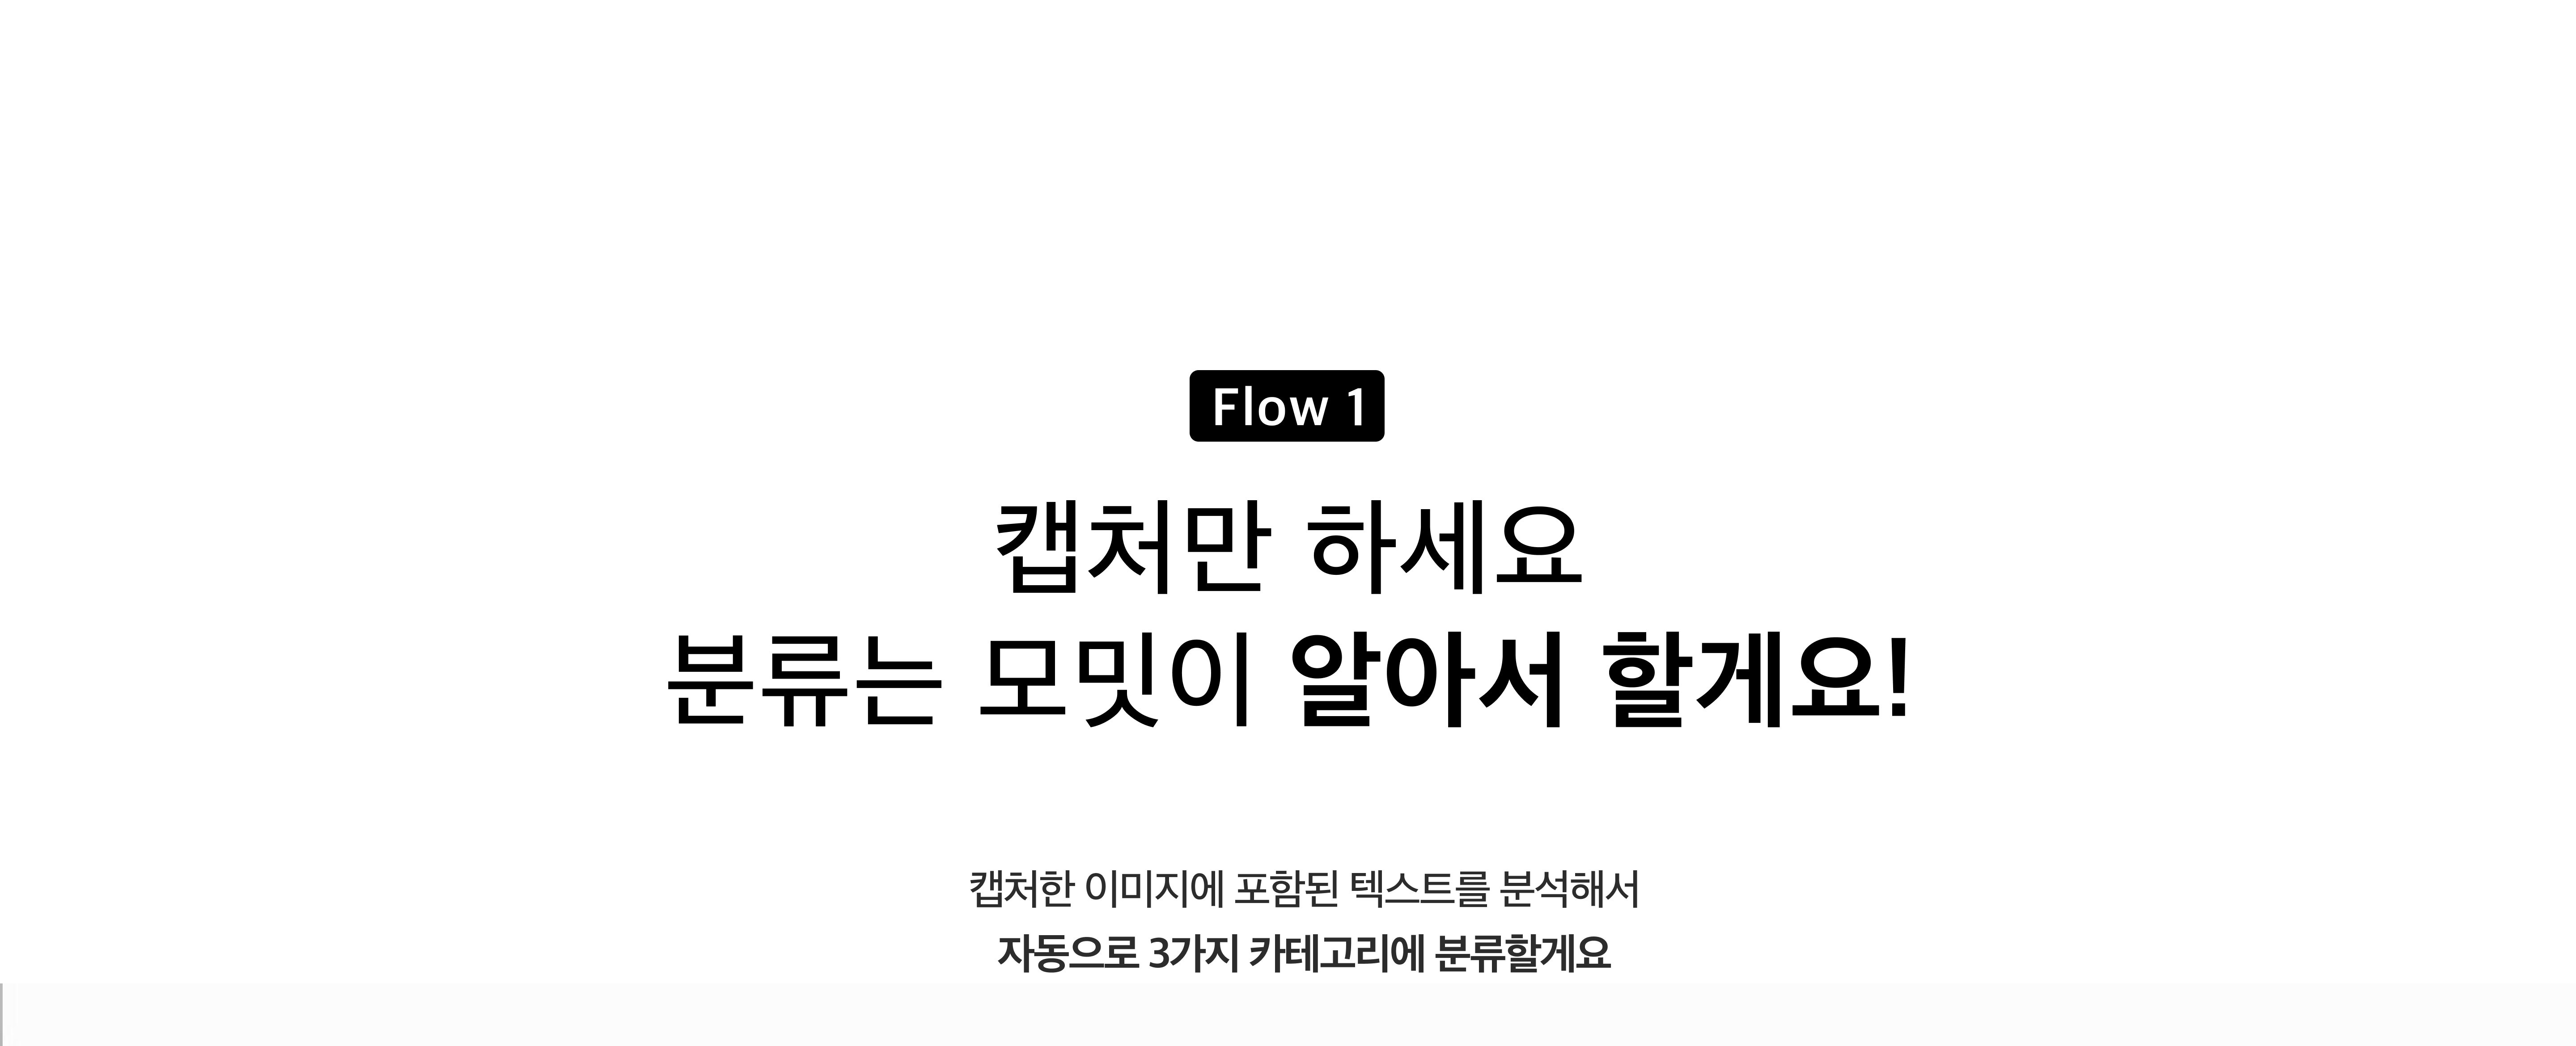 Flow 1
캡처만 하세요
분류는 모밋이 알아서 할게요!
캡처한 이미지에 포함된 텍스트를 분석해서
자동으로 3가지 카테고리에 분류할게요